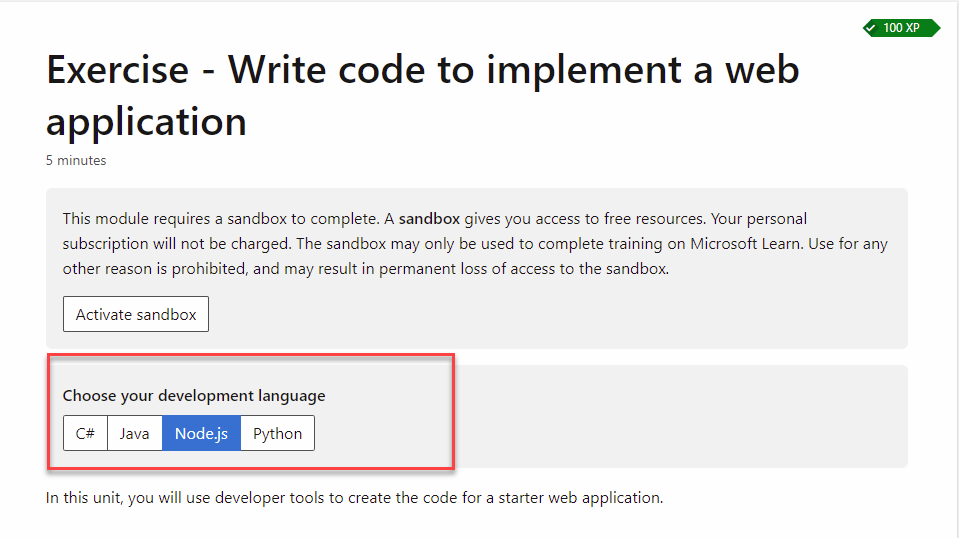 100 XP
Exercise - Write code to implement a web
application
5 minutes
This module requires a sandbox to complete. A sandbox gives you access to free resources. Your personal
subscription will not be charged. The sandbox may only be used to complete training on Microsoft Learn. Use for any
other reason is prohibited, and may result in permanent loss of access to the sandbox.
Activate sandbox
Choose your development language
C# Java Node.js Python
In this unit, you will use developer tools to create the code for a starter web application.